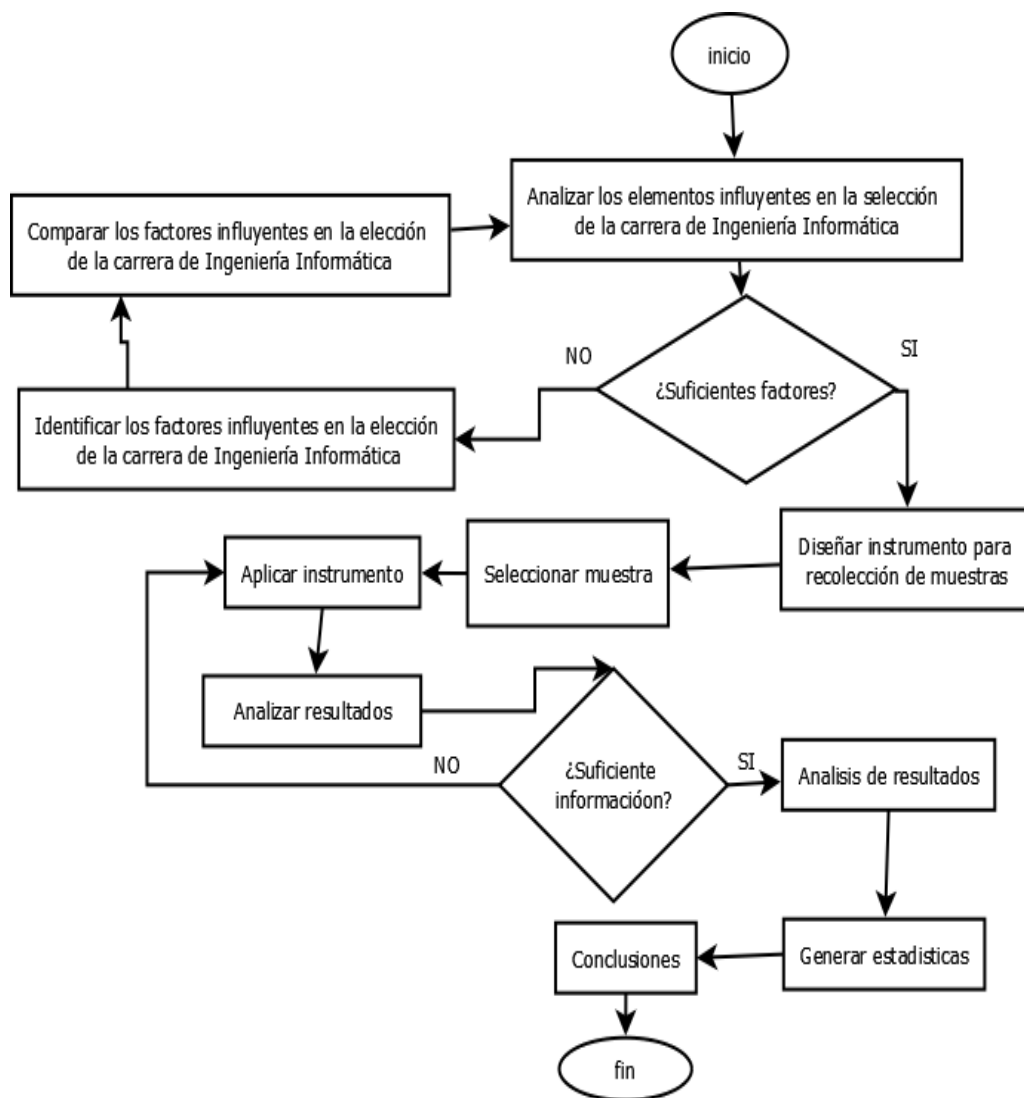 inicio
Analizar los elementos influyentes en la selección
de la carrera de Ingeniería Informática
Comparar los factores influyentes en la elección
de la carrera de Ingeniería Informática
NO
SI
¿Suficientes factores?
Identificar los factores influyentes en la elección
de la carrera de Ingeniería Informática
Diseñar instrumento para
recolección de muestras
Seleccionar muestra
Aplicar instrumento
Analizar resultados
NO
SI
¿Suficiente
informacióon?
Analisis de resultados
Generar estadisticas
Conclusiones
fin